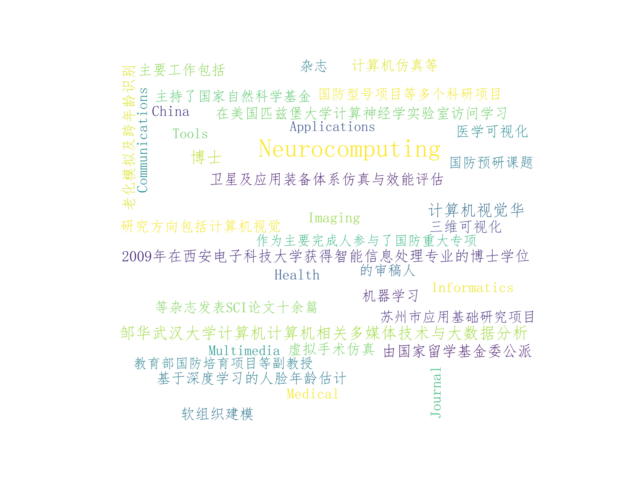 老化模拟及跨年龄识别
主要工作包括
杂志
计算机仿真等
Communications
主持了国家自然科学基金
国防型号项目等多个科研项目
China
在美国匹兹堡大学计算神经学实验室访问学习
Tools
Applications
医学可视化
博士
Neurocomputing
国防预研课题
卫星及应用装备体系仿真与效能评估
计算机视觉华
Imaging
研究方向包括计算机视觉
三维可视化
作为主要完成人参与了国防重大专项
2009年在西安电子科技大学获得智能信息处理专业的博士学位
Health
的审稿人
机器学习
Informatics
等杂志发表SCI论文十余篇
苏州市应用基础研究项目
邹华武汉大学计算机计算机相关多媒体技术与大数据分析
Multimedia
虚拟手术仿真
由国家留学基金委公派
教育部国防培育项目等副教授
基于深度学习的人脸年龄估计
Medical
Journal
软组织建模